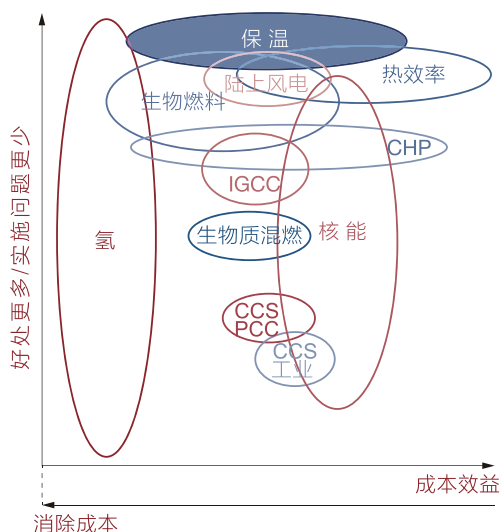 保温
热效率
陆上风电
生物燃料
CHP
IGCC
氢
生物质混燃
核能
CCS
PCC
CCS
工业
好处更多/实施问题更少
成本效益
消除成本